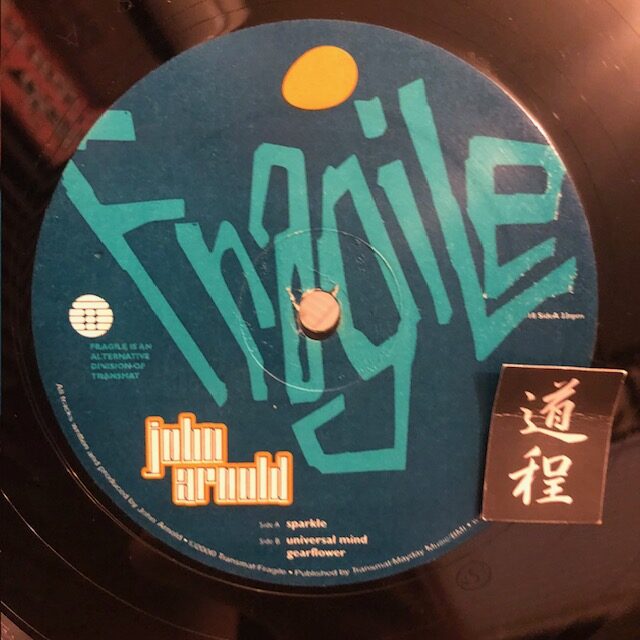 Fragile
Side A 33rpm
FRAGILE IS AN
ALTERNATIVE
DIVISION OF
TRANSMAT
john
arnold
Side A sparkle
Side B universal mind
gearflower
All tracks written and produced by John Arnold • ©2000 Transmat-Fragile • Published by Transmat-Mayday Music (BMI) •
道程